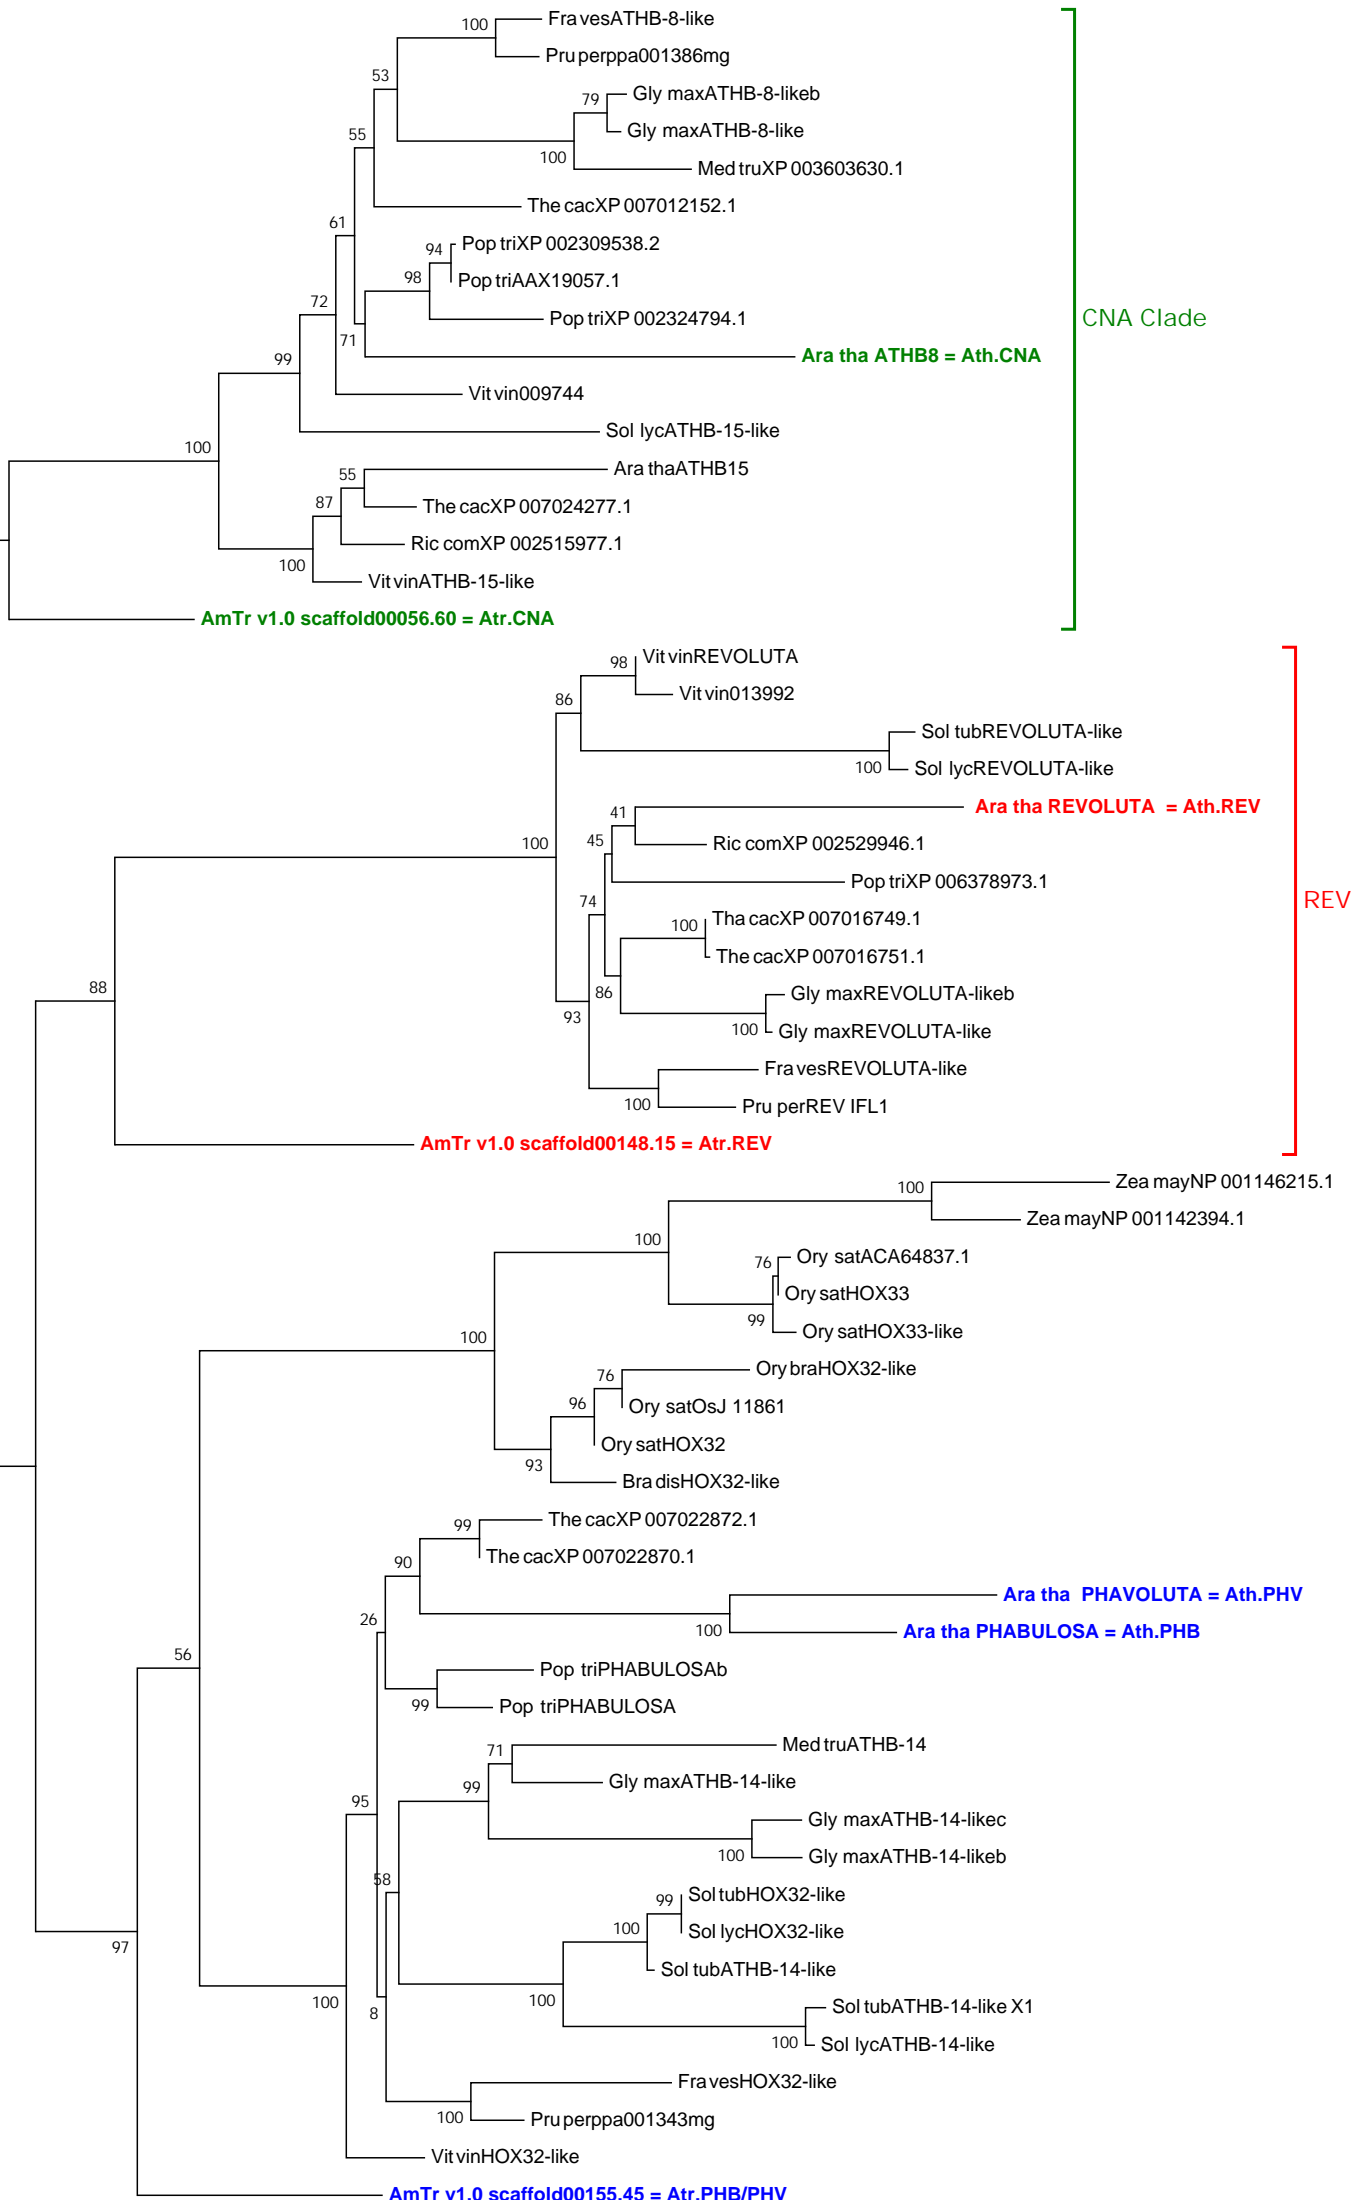 Fra vesATHB-8-like
100
Pru perppa001386mg
53
Gly maxATHB-8-likeb
79
Gly maxATHB-8-like
55
100
Med truXP 003603630.1
The cacXP 007012152.1
61
Pop triXP 002309538.2
94
98
Pop triAAX19057.1
72
Pop triXP 002324794.1
CNA Clade
71
99
Ara tha ATHB8 = Ath.CNA
Vit vin009744
Sol lycATHB-15-like
100
Ara thaATHB15
55
87
The cacXP 007024277.1
Ric comXP 002515977.1
100
Vit vinATHB-15-like
AmTr v1.0 scaffold00056.60 = Atr.CNA
Vit vinREVOLUTA
98
86
Vit vin013992
Sol tubREVOLUTA-like
100
Sol lycREVOLUTA-like
41
Ara tha REVOLUTA  = Ath.REV
100
45
Ric comXP 002529946.1
Pop triXP 006378973.1
74
REV
100
Tha cacXP 007016749.1
The cacXP 007016751.1
88
86
Gly maxREVOLUTA-likeb
93
100
Gly maxREVOLUTA-like
Fra vesREVOLUTA-like
100
Pru perREV IFL1
AmTr v1.0 scaffold00148.15 = Atr.REV
Zea mayNP 001146215.1
100
Zea mayNP 001142394.1
100
Ory satACA64837.1
76
Ory satHOX33
99
Ory satHOX33-like
100
Ory braHOX32-like
76
96
Ory satOsJ 11861
Ory satHOX32
93
Bra disHOX32-like
The cacXP 007022872.1
99
90
The cacXP 007022870.1
Ara tha  PHAVOLUTA = Ath.PHV
26
100
Ara tha PHABULOSA = Ath.PHB
56
Pop triPHABULOSAb
99
Pop triPHABULOSA
71
Med truATHB-14
99
Gly maxATHB-14-like
95
Gly maxATHB-14-likec
100
Gly maxATHB-14-likeb
58
99
Sol tubHOX32-like
100
Sol lycHOX32-like
97
Sol tubATHB-14-like
100
100
8
Sol tubATHB-14-like X1
100
Sol lycATHB-14-like
Fra vesHOX32-like
100
Pru perppa001343mg
Vit vinHOX32-like
AmTr v1.0 scaffold00155.45 = Atr.PHB/PHV